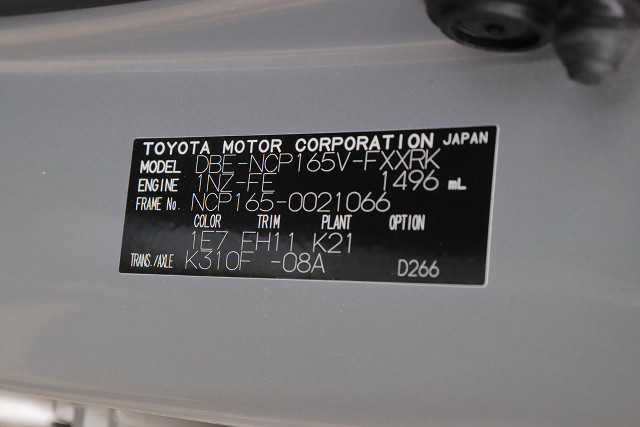 TOYOTA MOTOR CORPORATION JAPAN
MODEL DBE-NCP165V-FXXRK
ENGINE 1NZ-FE 1496 mL
FRAME No. NCP165-0021066
COLOR TRIM PLANT OPTION
1E7 FH11 K21
TRANS./AXLE K310F -08A D266